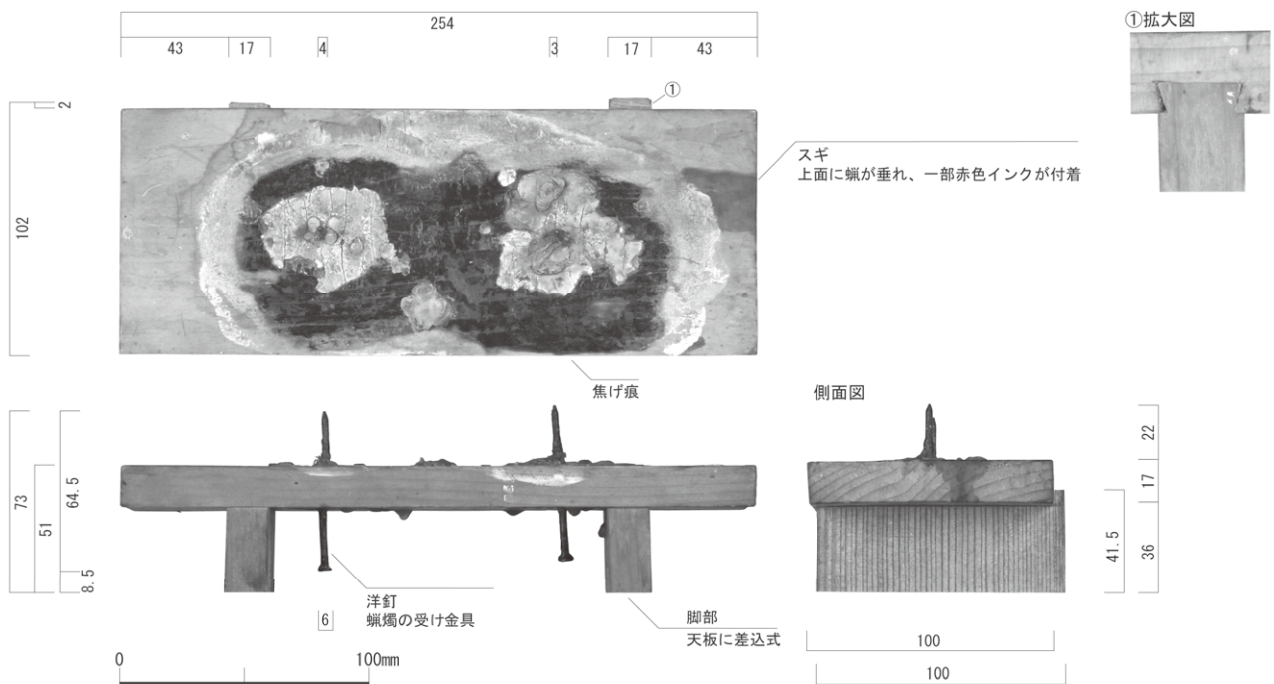 254
43
17
4
3
17
43
①拡大図
2
①
スギ
上面に蝋が垂れ、一部赤色インクが付着
102
焦げ痕
側面図
22
73
64.5
17
51
41.5
36
8.5
洋釘
蝋燭の受け金具
6
脚部
天板に差込式
100
100
0
100mm